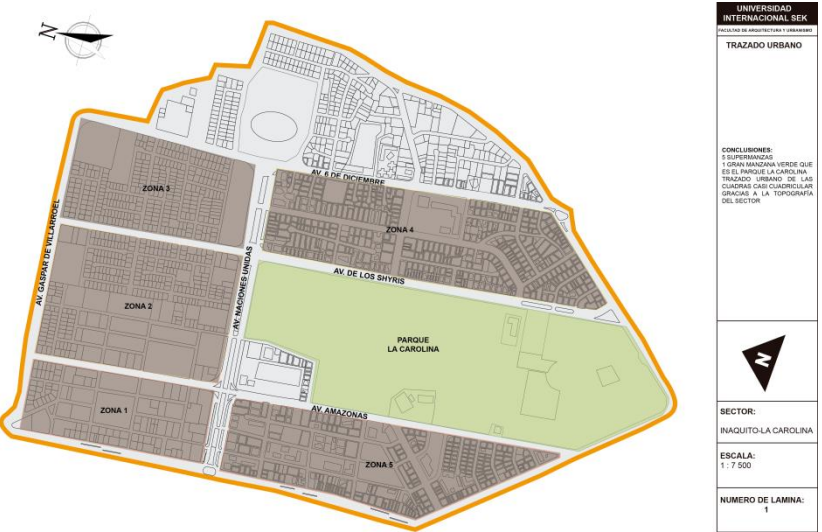 N
ZONA 3
AV. 6 DE DICIEMBRE
ZONA 4
AV. GASPAR DE VILLARROEL
AV. NACIONES UNIDAS
AV. DE LOS SHYRIS
ZONA 2
PARQUE
LA CAROLINA
ZONA 1
AV. AMAZONAS
ZONA 5
UNIVERSIDAD
INTERNACIONAL SEK
FACULTAD DE ARQUITECTURA Y URBANISMO
TRAZADO URBANO
CONCLUSIONES:
5 SUPERMANZAS
1 GRAN MANZANA VERDE QUE
ES EL PARQUE LA CAROLINA
TRAZADO URBANO DE LAS
CUADRAS CASI CUADRICULAR
GRACIAS A LA TOPOGRAFÍA
DEL SECTOR
N
SECTOR:
INAQUITO-LA CAROLINA
ESCALA:
1 : 7 500
NUMERO DE LAMINA:
1